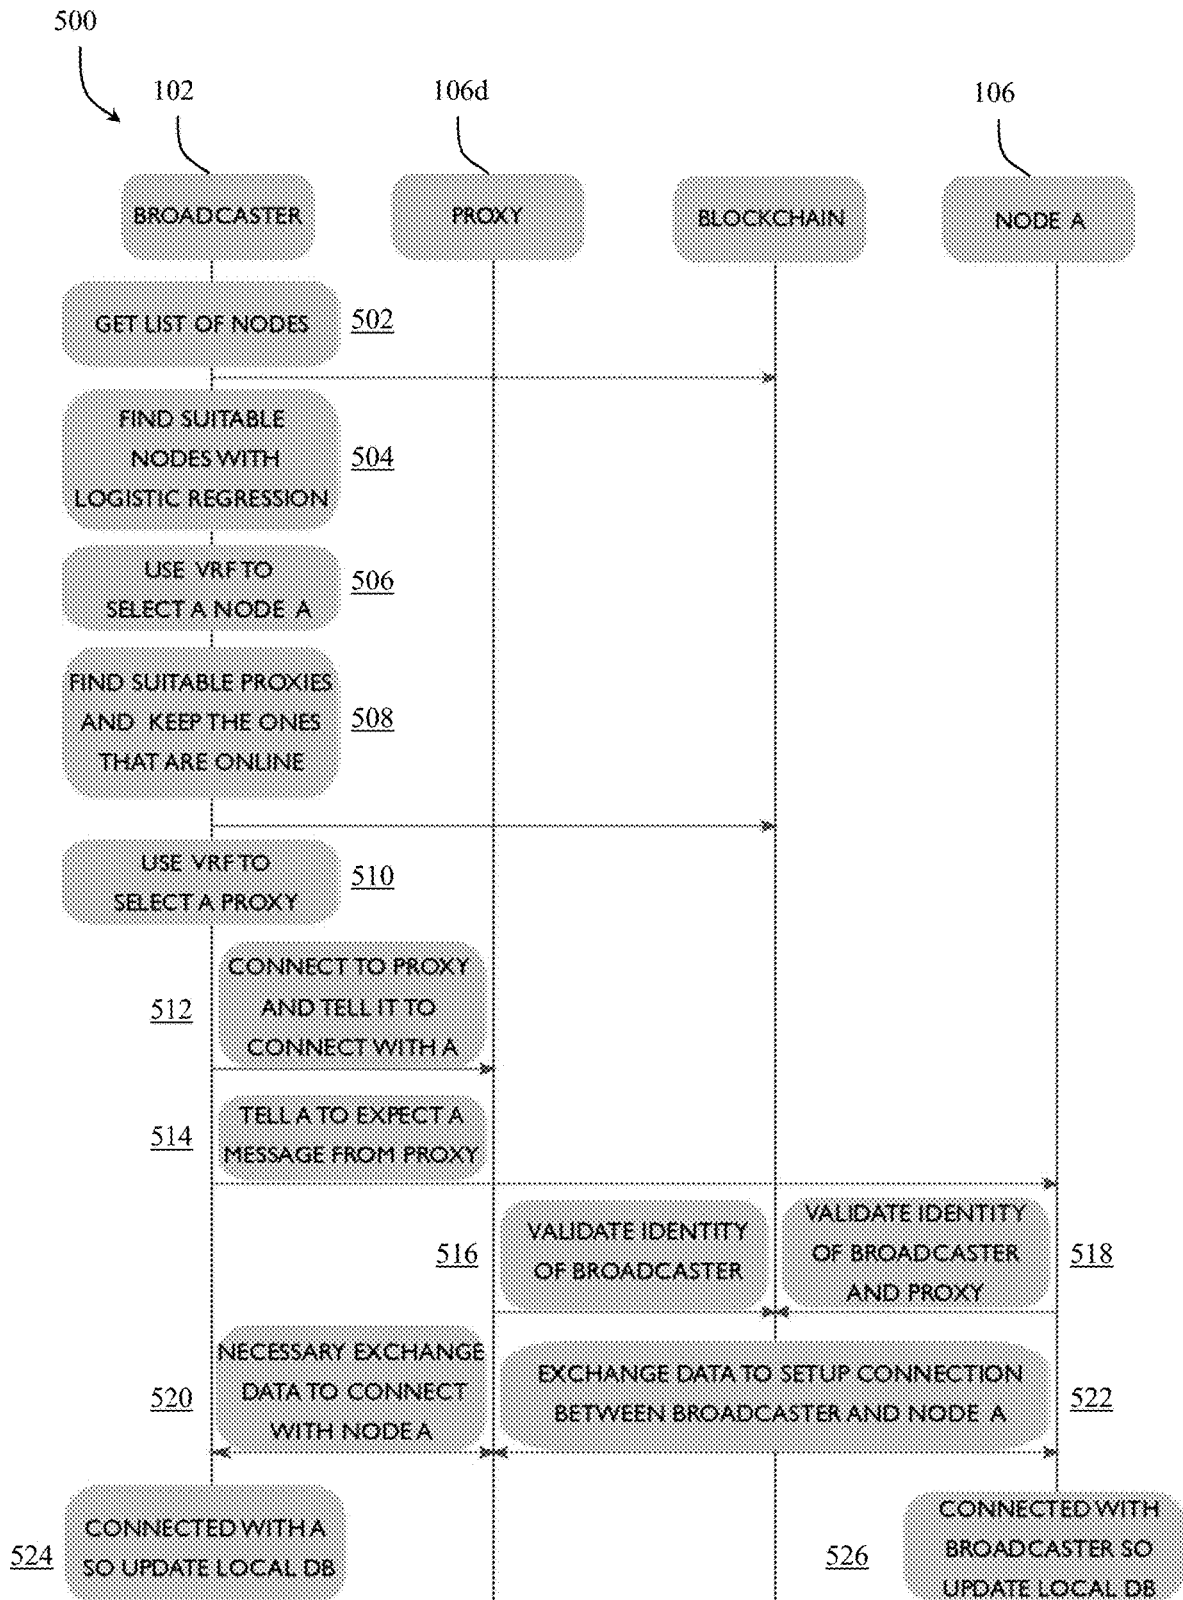 500
102
106d
106
BROADCASTER
PROXY
BLOCKCHAIN
NODE A
GET LIST OF NODES
502
FIND SUITABLE
NODES WITH
LOGISTIC REGRESSION
504
USE VRF TO
SELECT A NODE A
506
FIND SUITABLE PROXIES
AND KEEP THE ONES
THAT ARE ONLINE
508
USE VRF TO
SELECT A PROXY
510
512
CONNECT TO PROXY
AND TELL IT TO
CONNECT WITH A
514
TELL A TO EXPECT A
MESSAGE FROM PROXY
516
VALIDATE IDENTITY
OF BROADCASTER
VALIDATE IDENTITY
OF BROADCASTER
AND PROXY
518
520
NECESSARY EXCHANGE
DATA TO CONNECT
WITH NODE A
EXCHANGE DATA TO SETUP CONNECTION
BETWEEN BROADCASTER AND NODE A
522
524
CONNECTED WITH A
SO UPDATE LOCAL DB
526
CONNECTED WITH
BROADCASTER SO
UPDATE LOCAL DB